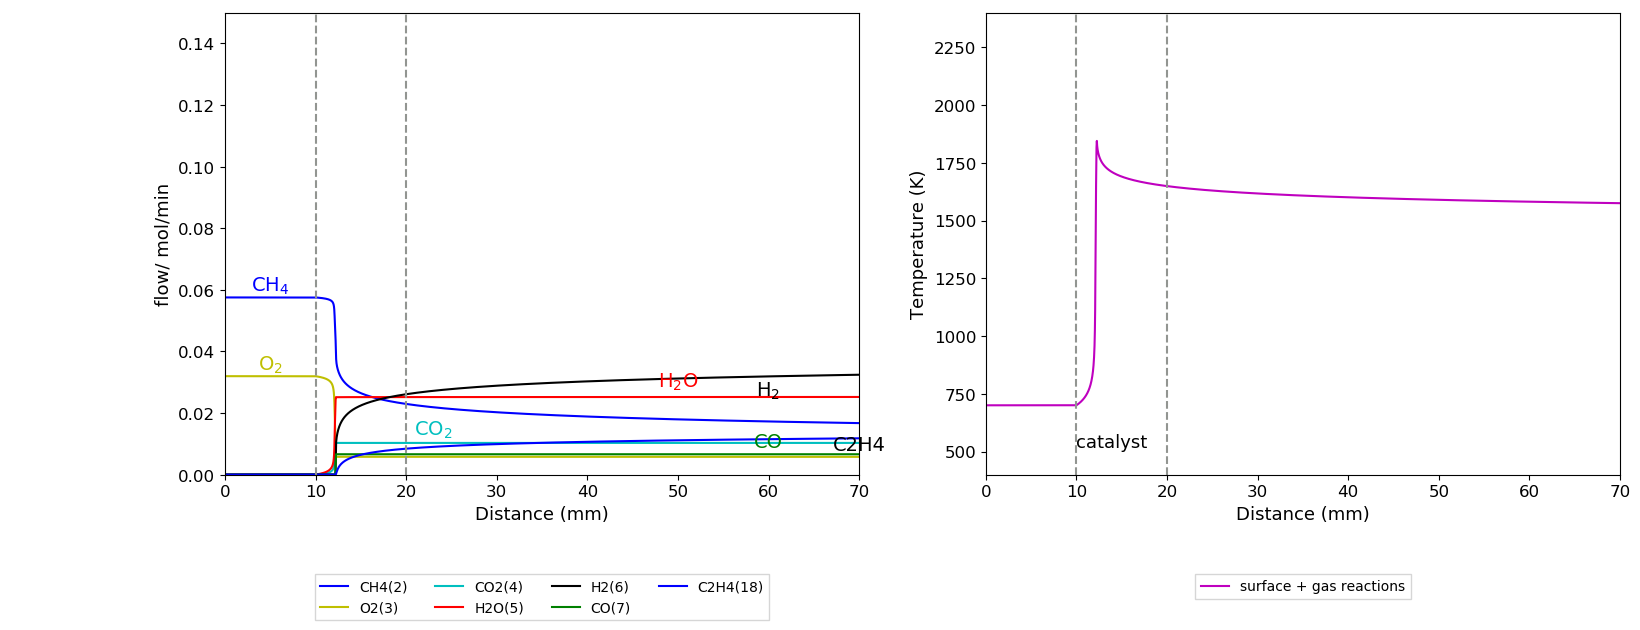 0.14
0.12
0.10
0.08
0.06
0.04
0.02
0.00
flow/ mol/min
CH4
O2
CO2
H2O
H2
CO
C2H4
0 10 20 30 40 50 60 70
Distance (mm)
CH4(2) CO2(4) H2(6) C2H4(18)
O2(3) H2O(5) CO(7)
2250
2000
1750
1500
1250
1000
750
500
Temperature (K)
catalyst
0 10 20 30 40 50 60 70
Distance (mm)
surface + gas reactions